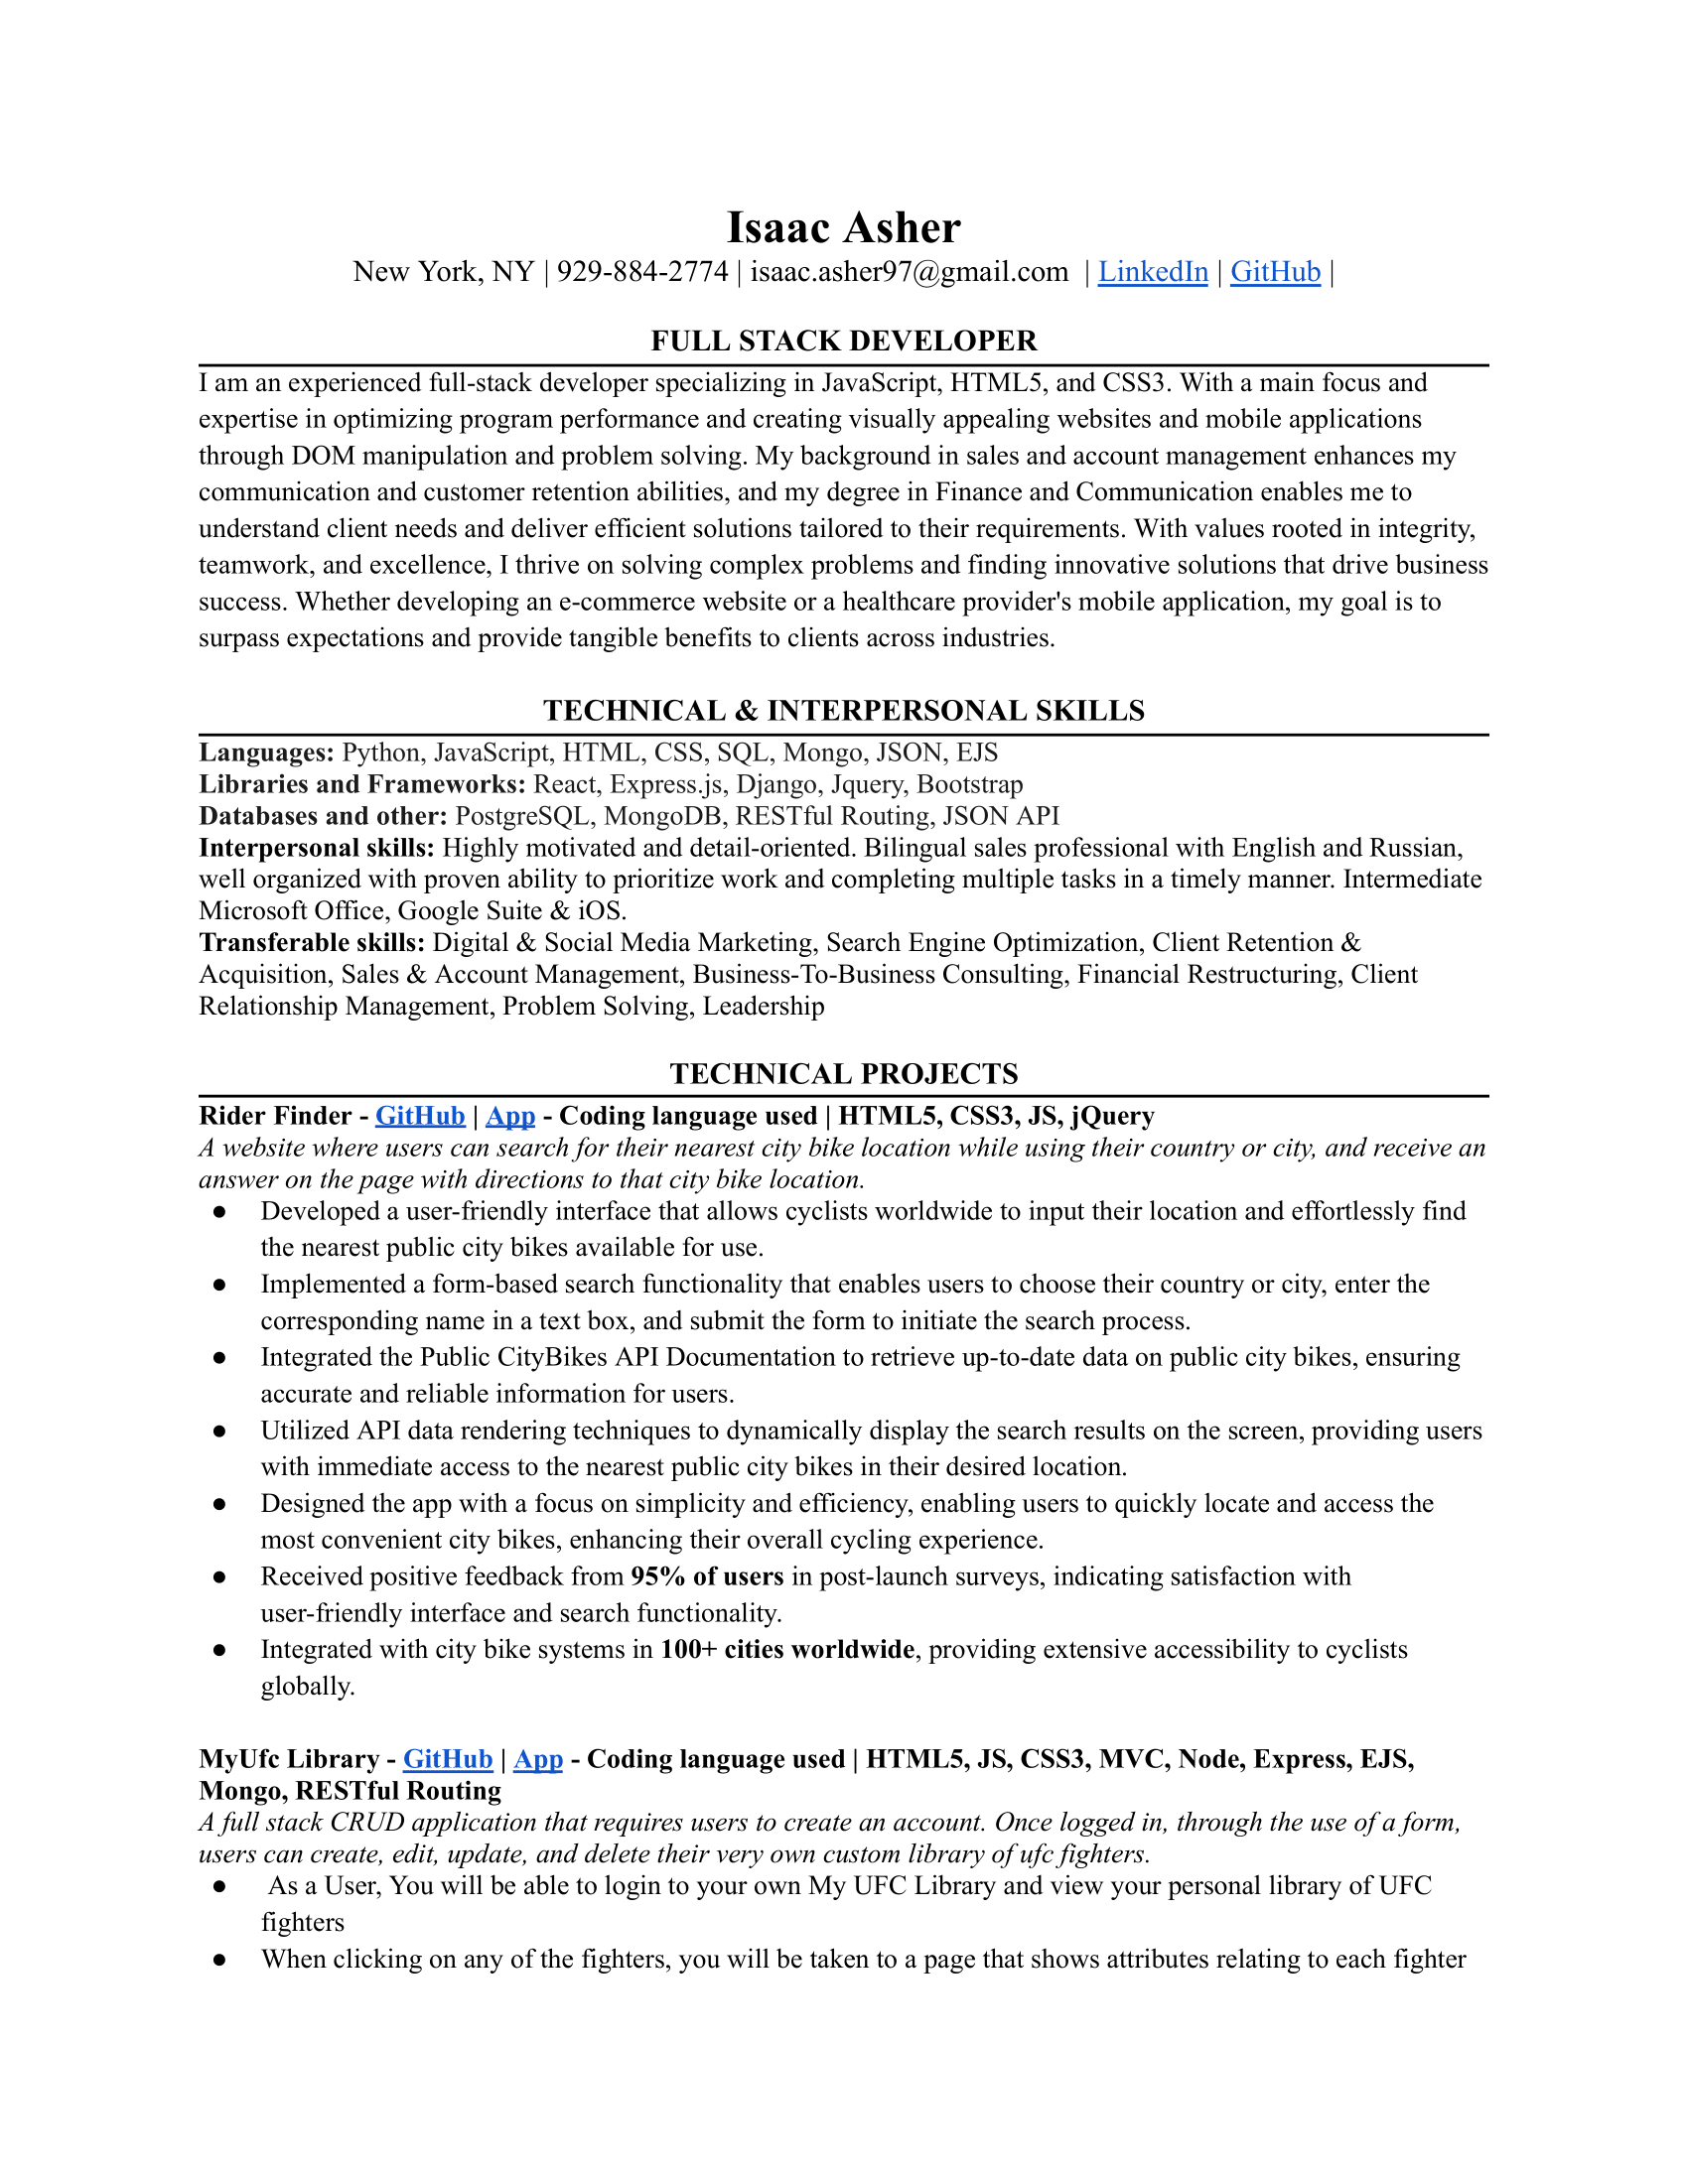 Isaac Asher
New York, NY | 929-884-2774 | isaac.asher97@gmail.com | LinkedIn | GitHub |
FULL STACK DEVELOPER
I am an experienced full-stack developer specializing in JavaScript, HTML5, and CSS3. With a main focus and
expertise in optimizing program performance and creating visually appealing websites and mobile applications
through DOM manipulation and problem solving. My background in sales and account management enhances my
communication and customer retention abilities, and my degree in Finance and Communication enables me to
understand client needs and deliver efficient solutions tailored to their requirements. With values rooted in integrity,
teamwork, and excellence, I thrive on solving complex problems and finding innovative solutions that drive business
success. Whether developing an e-commerce website or a healthcare provider's mobile application, my goal is to
surpass expectations and provide tangible benefits to clients across industries.
TECHNICAL & INTERPERSONAL SKILLS
Languages: Python, JavaScript, HTML, CSS, SQL, Mongo, JSON, EJS
Libraries and Frameworks: React, Express.js, Django, Jquery, Bootstrap
Databases and other: PostgreSQL, MongoDB, RESTful Routing, JSON API
Interpersonal skills: Highly motivated and detail-oriented. Bilingual sales professional with English and Russian,
well organized with proven ability to prioritize work and completing multiple tasks in a timely manner. Intermediate
Microsoft Office, Google Suite & iOS.
Transferable skills: Digital & Social Media Marketing, Search Engine Optimization, Client Retention &
Acquisition, Sales & Account Management, Business-To-Business Consulting, Financial Restructuring, Client
Relationship Management, Problem Solving, Leadership
TECHNICAL PROJECTS
Rider Finder - GitHub | App - Coding language used | HTML5, CSS3, JS, jQuery
A website where users can search for their nearest city bike location while using their country or city, and receive an
answer on the page with directions to that city bike location.
● Developed a user-friendly interface that allows cyclists worldwide to input their location and effortlessly find
the nearest public city bikes available for use.
● Implemented a form-based search functionality that enables users to choose their country or city, enter the
corresponding name in a text box, and submit the form to initiate the search process.
● Integrated the Public CityBikes API Documentation to retrieve up-to-date data on public city bikes, ensuring
accurate and reliable information for users.
● Utilized API data rendering techniques to dynamically display the search results on the screen, providing users
with immediate access to the nearest public city bikes in their desired location.
● Designed the app with a focus on simplicity and efficiency, enabling users to quickly locate and access the
most convenient city bikes, enhancing their overall cycling experience.
● Received positive feedback from 95% of users in post-launch surveys, indicating satisfaction with
user-friendly interface and search functionality.
● Integrated with city bike systems in 100+ cities worldwide, providing extensive accessibility to cyclists
globally.
MyUfc Library - GitHub | App - Coding language used | HTML5, JS, CSS3, MVC, Node, Express, EJS,
Mongo, RESTful Routing
A full stack CRUD application that requires users to create an account. Once logged in, through the use of a form,
users can create, edit, update, and delete their very own custom library of ufc fighters.
● As a User, You will be able to login to your own My UFC Library and view your personal library of UFC
fighters
● When clicking on any of the fighters, you will be taken to a page that shows attributes relating to each fighter